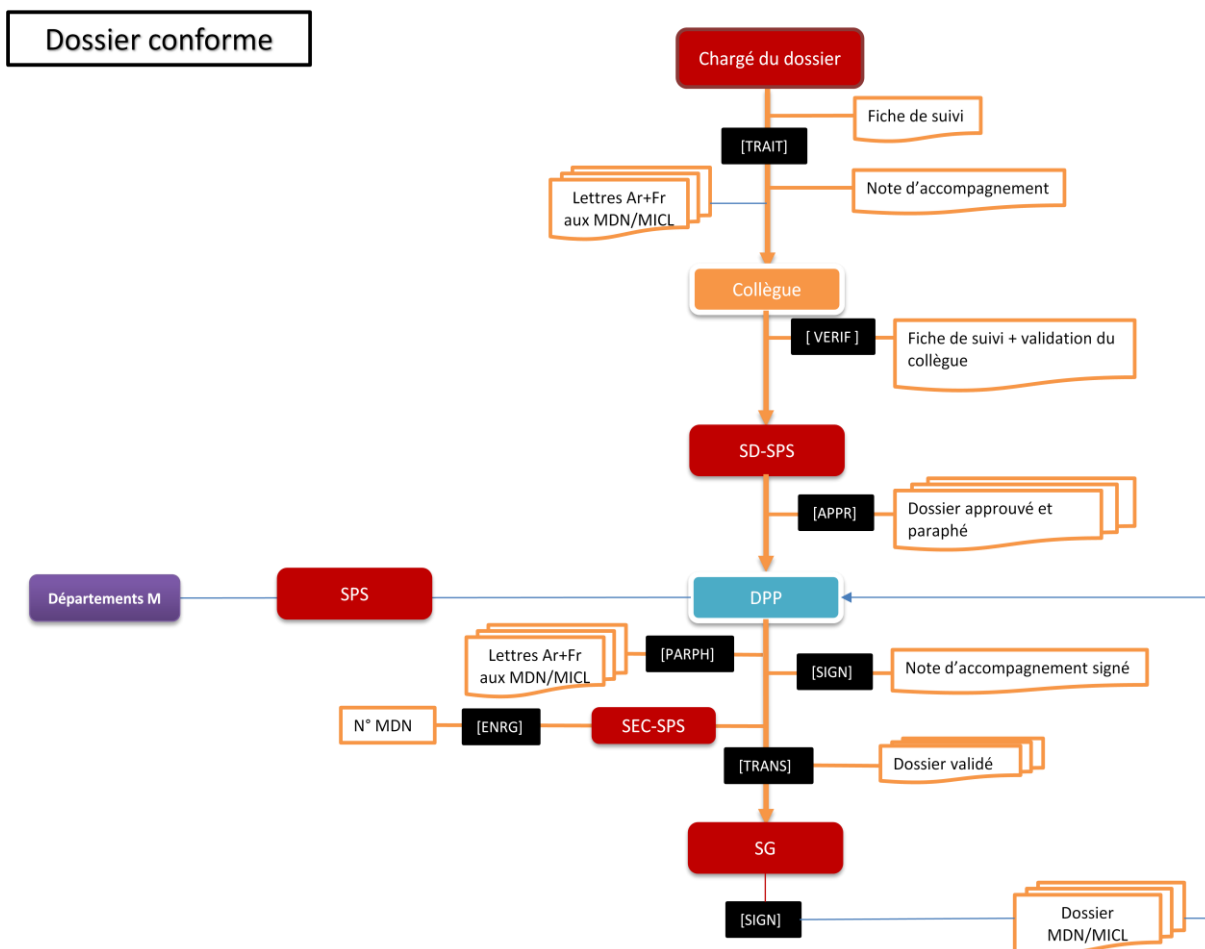 Dossier conforme
Chargé du dossier
Fiche de suivi
[TRAIT]
Lettres Ar+Fr
aux MDN/MICL
Note d’accompagnement
Collègue
[ VERIF ]
Fiche de suivi + validation du
collègue
SD-SPS
[APPR]
Dossier approuvé et
paraphé
Départements M
SPS
DPP
Lettres Ar+Fr
aux MDN/MICL
[PARPH]
[SIGN]
Note d’accompagnement signé
N° MDN
[ENRG]
SEC-SPS
[TRANS]
Dossier validé
SG
[SIGN]
Dossier
MDN/MICL